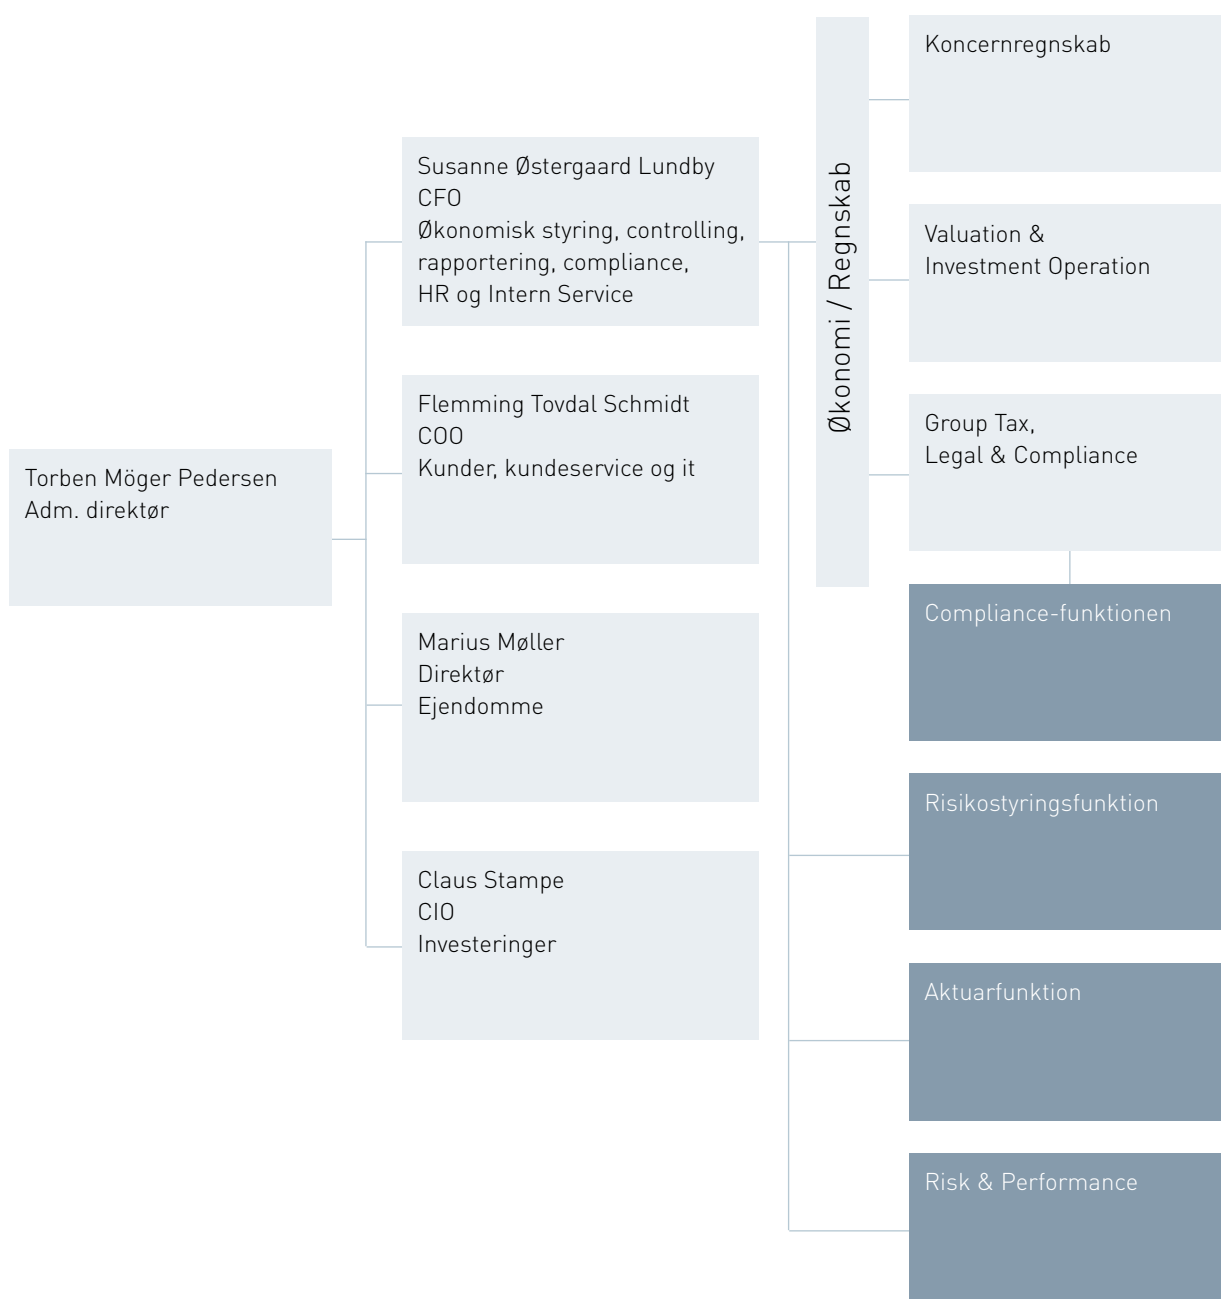 Torben Möger Pedersen
Adm. direktør
Susanne Østergaard Lundby
CFO
Økonomisk styring, controlling,
rapportering, compliance,
HR og Intern Service
Flemming Tovdal Schmidt
COO
Kunder, kundeservice og it
Marius Møller
Direktør
Ejendomme
Claus Stampe
CIO
Investeringer
Økonomi / Regnskab
Koncernregnskab
Valuation &
Investment Operation
Group Tax,
Legal & Compliance
Compliance-funktionen
Risikostyringsfunktion
Aktuarfunktion
Risk & Performance